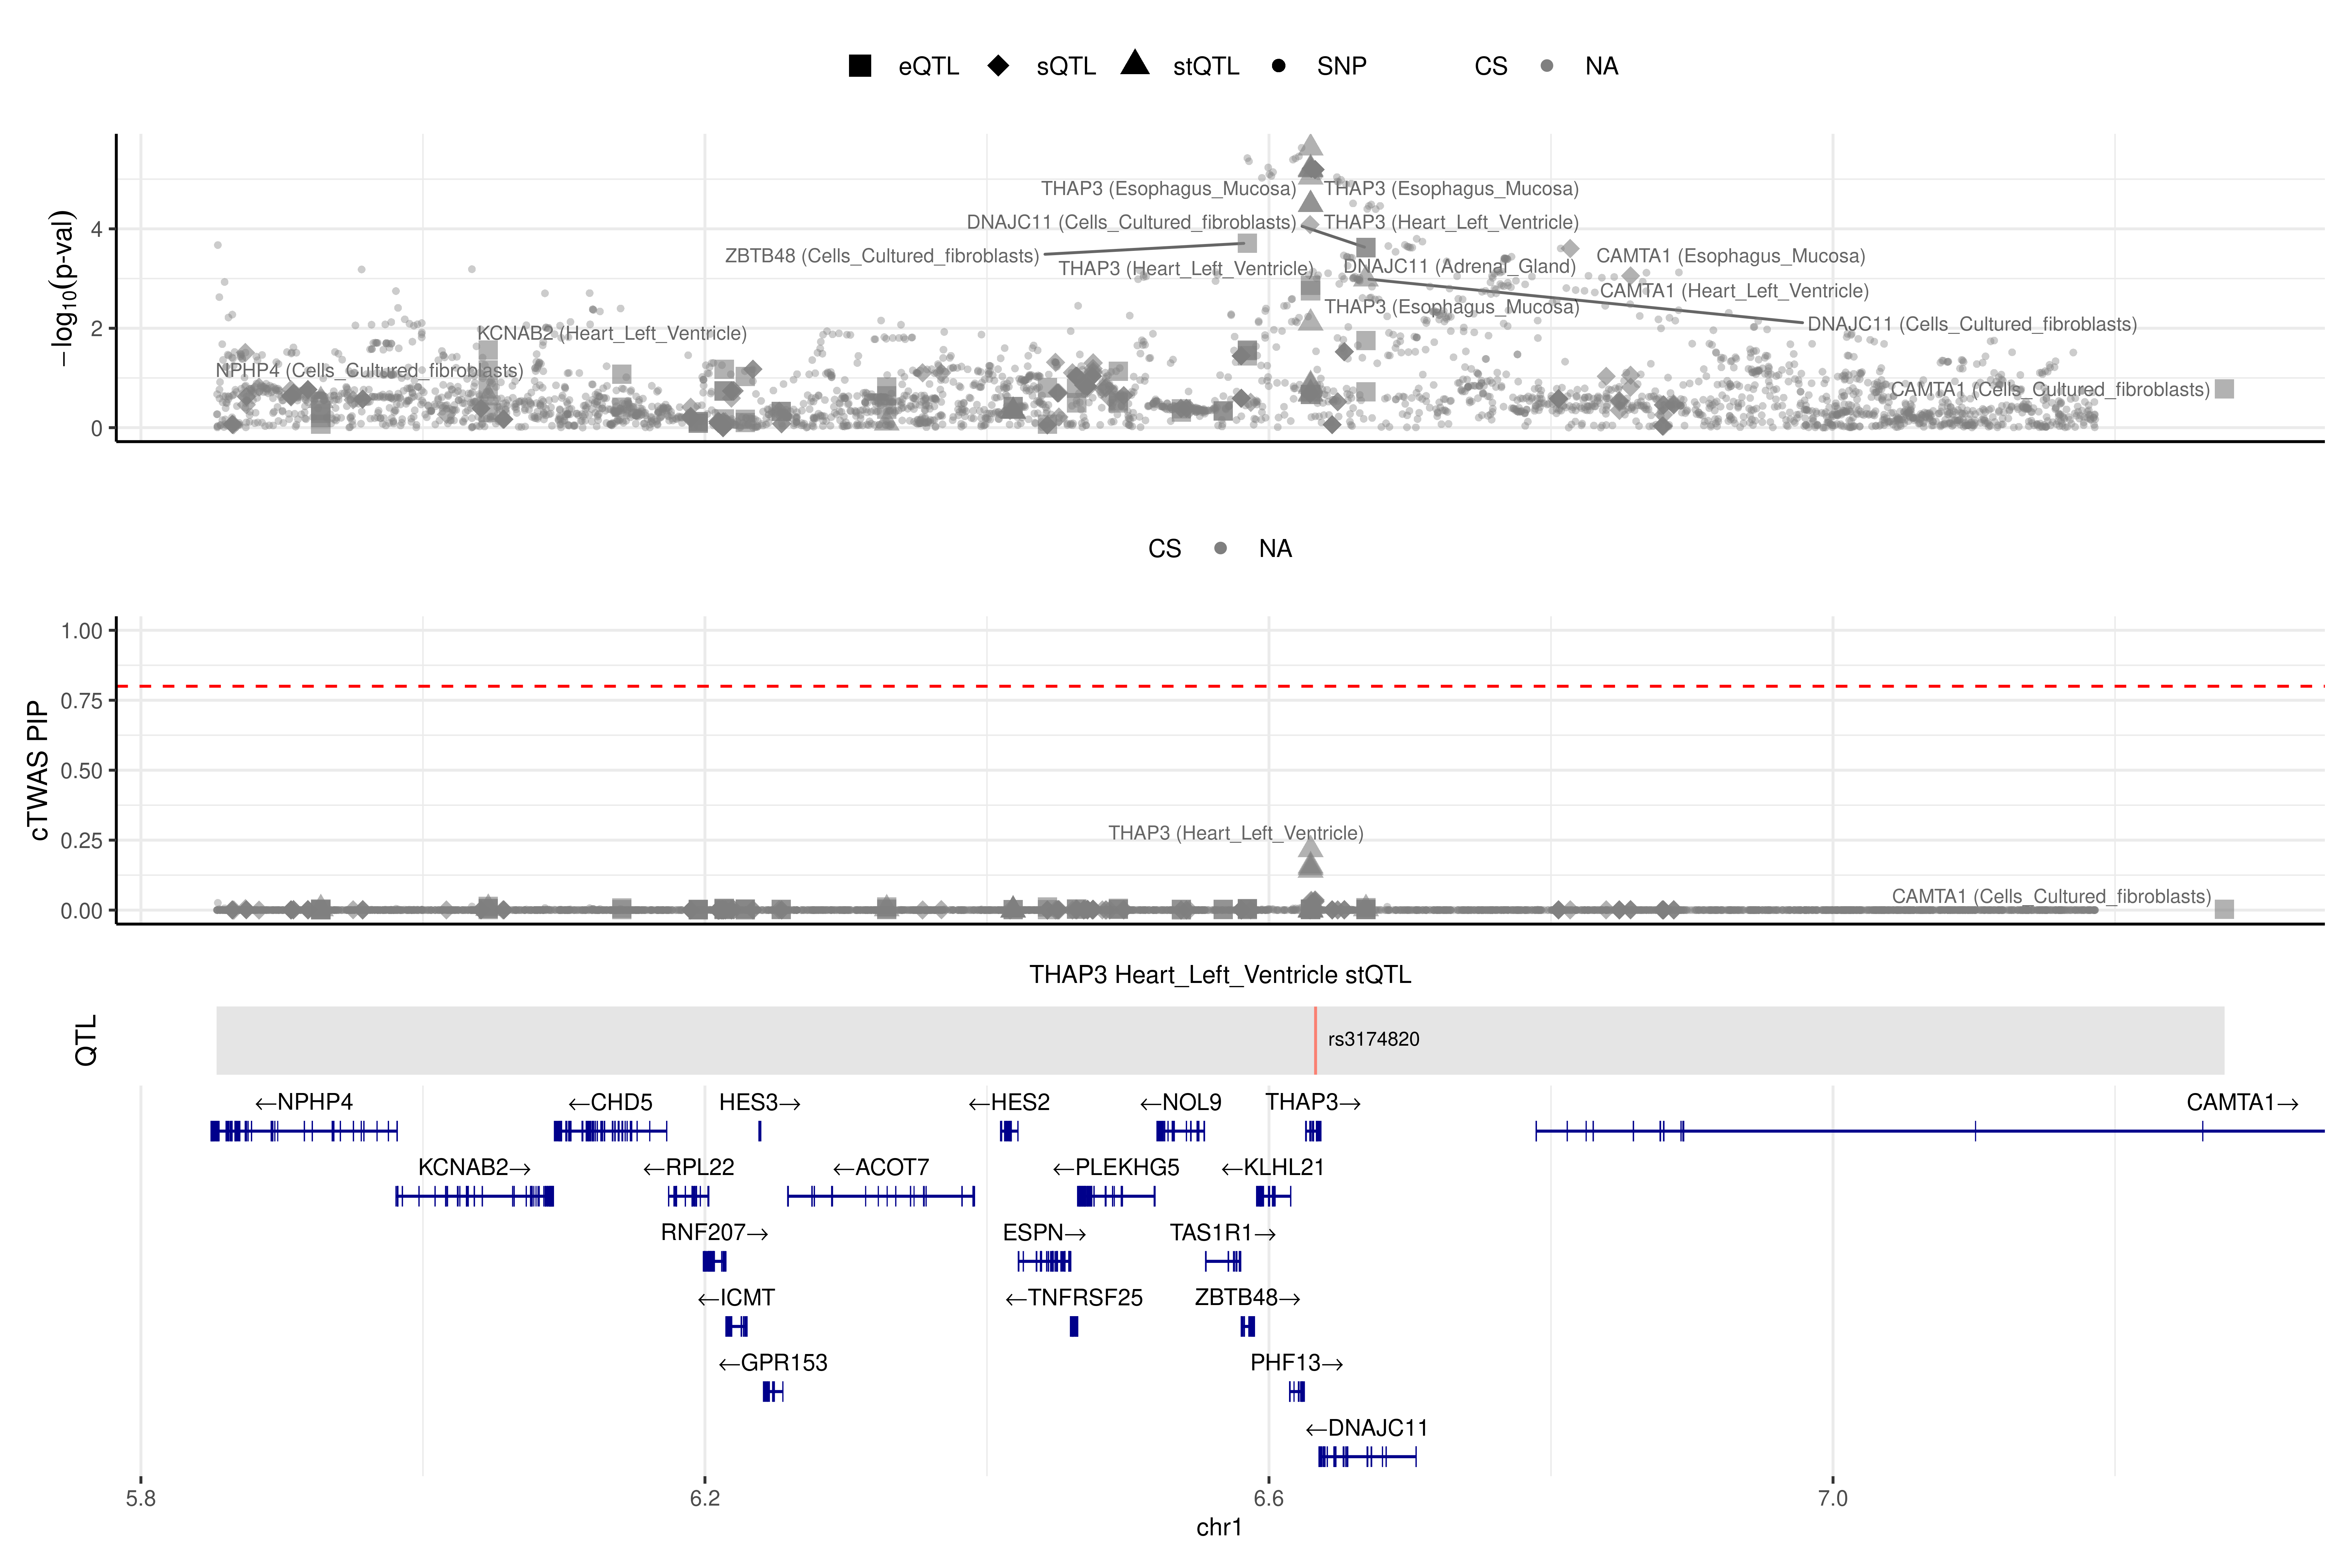 eQTL sQTL stQTL SNP CS NA
−log10(p-val)
4
2
0
THAP3 (Esophagus_Mucosa) THAP3 (Esophagus_Mucosa)
DNAJC11 (Cells_Cultured_fibroblasts) THAP3 (Heart_Left_Ventricle)
ZBTB48 (Cells_Cultured_fibroblasts) CAMTA1 (Esophagus_Mucosa)
THAP3 (Heart_Left_Ventricle) DNAJC11 (Adrenal_Gland)
CAMTA1 (Heart_Left_Ventricle)
THAP3 (Esophagus_Mucosa)
DNAJC11 (Cells_Cultured_fibroblasts)
KCNAB2 (Heart_Left_Ventricle)
NPHP4 (Cells_Cultured_fibroblasts)
CAMTA1 (Cells_Cultured_fibroblasts)
CS NA
cTWAS PIP
1.00
0.75
0.50
0.25
0.00
THAP3 (Heart_Left_Ventricle)
CAMTA1 (Cells_Cultured_fibroblasts)
THAP3 Heart_Left_Ventricle stQTL
QTL
rs3174820
←NPHP4 ←CHD5 HES3→ ←HES2 ←NOL9 THAP3→ CAMTA1→
KCNAB2→ ←RPL22 ←ACOT7 ←PLEKHG5 ←KLHL21
RNF207→ ESPN→ TAS1R1→
←ICMT ←TNFRSF25 ZBTB48→
←GPR153 PHF13→
←DNAJC11
5.8 6.2 6.6 7.0
chr1